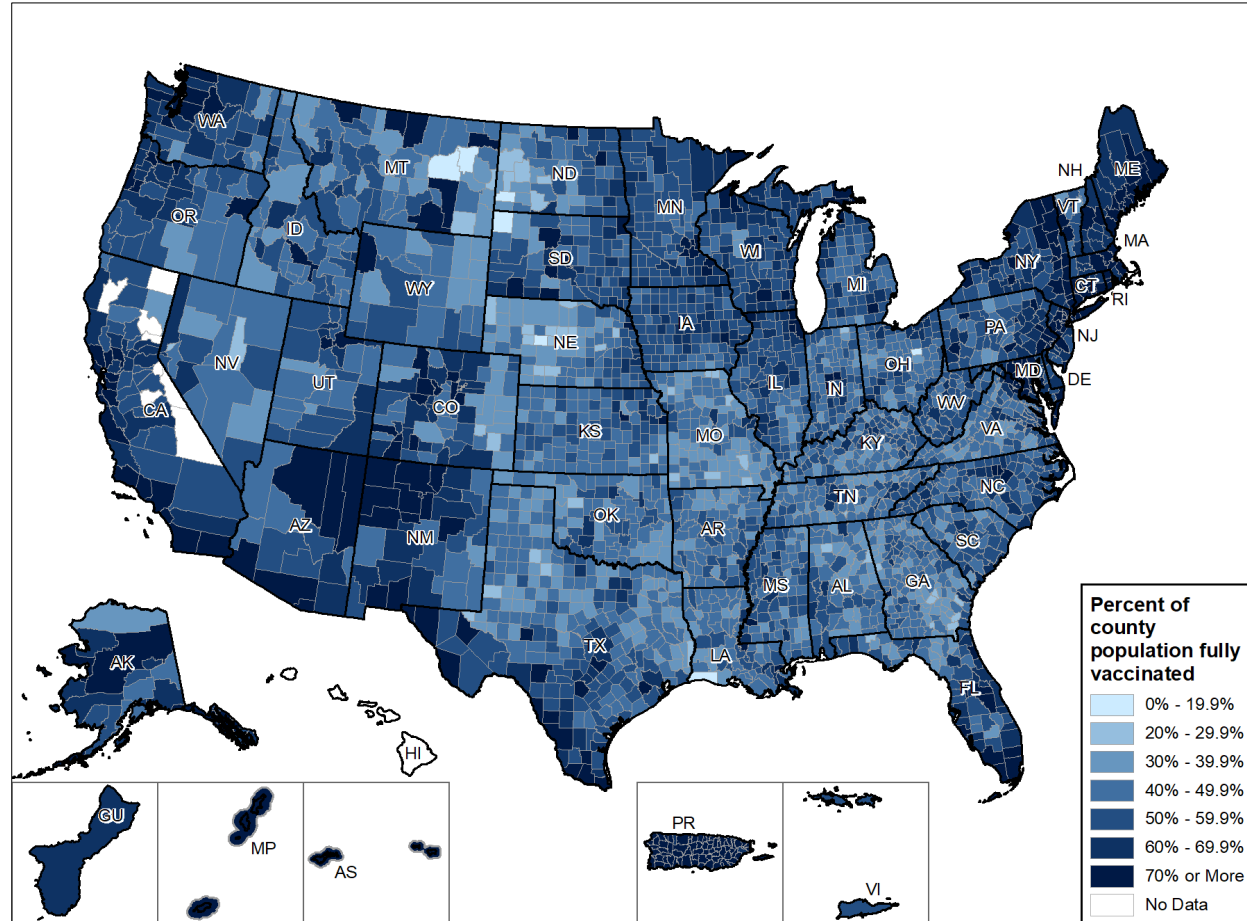 WA
MT
ND
MN
OR
ID
SD
WI
MI
NH
VT
ME
MA
NY
CT
RI
WY
IA
NE
PA
NJ
NV
UT
CO
IL
IN
OH
MD
DE
WV
CA
KS
MO
KY
VA
AZ
NM
OK
AR
TN
NC
SC
MS
AL
GA
TX
LA
FL
AK
HI
GU
MP
AS
PR
VI
Percent of
county
population fully
vaccinated
0% - 19.9%
20% - 29.9%
30% - 39.9%
40% - 49.9%
50% - 59.9%
60% - 69.9%
70% or More
No Data